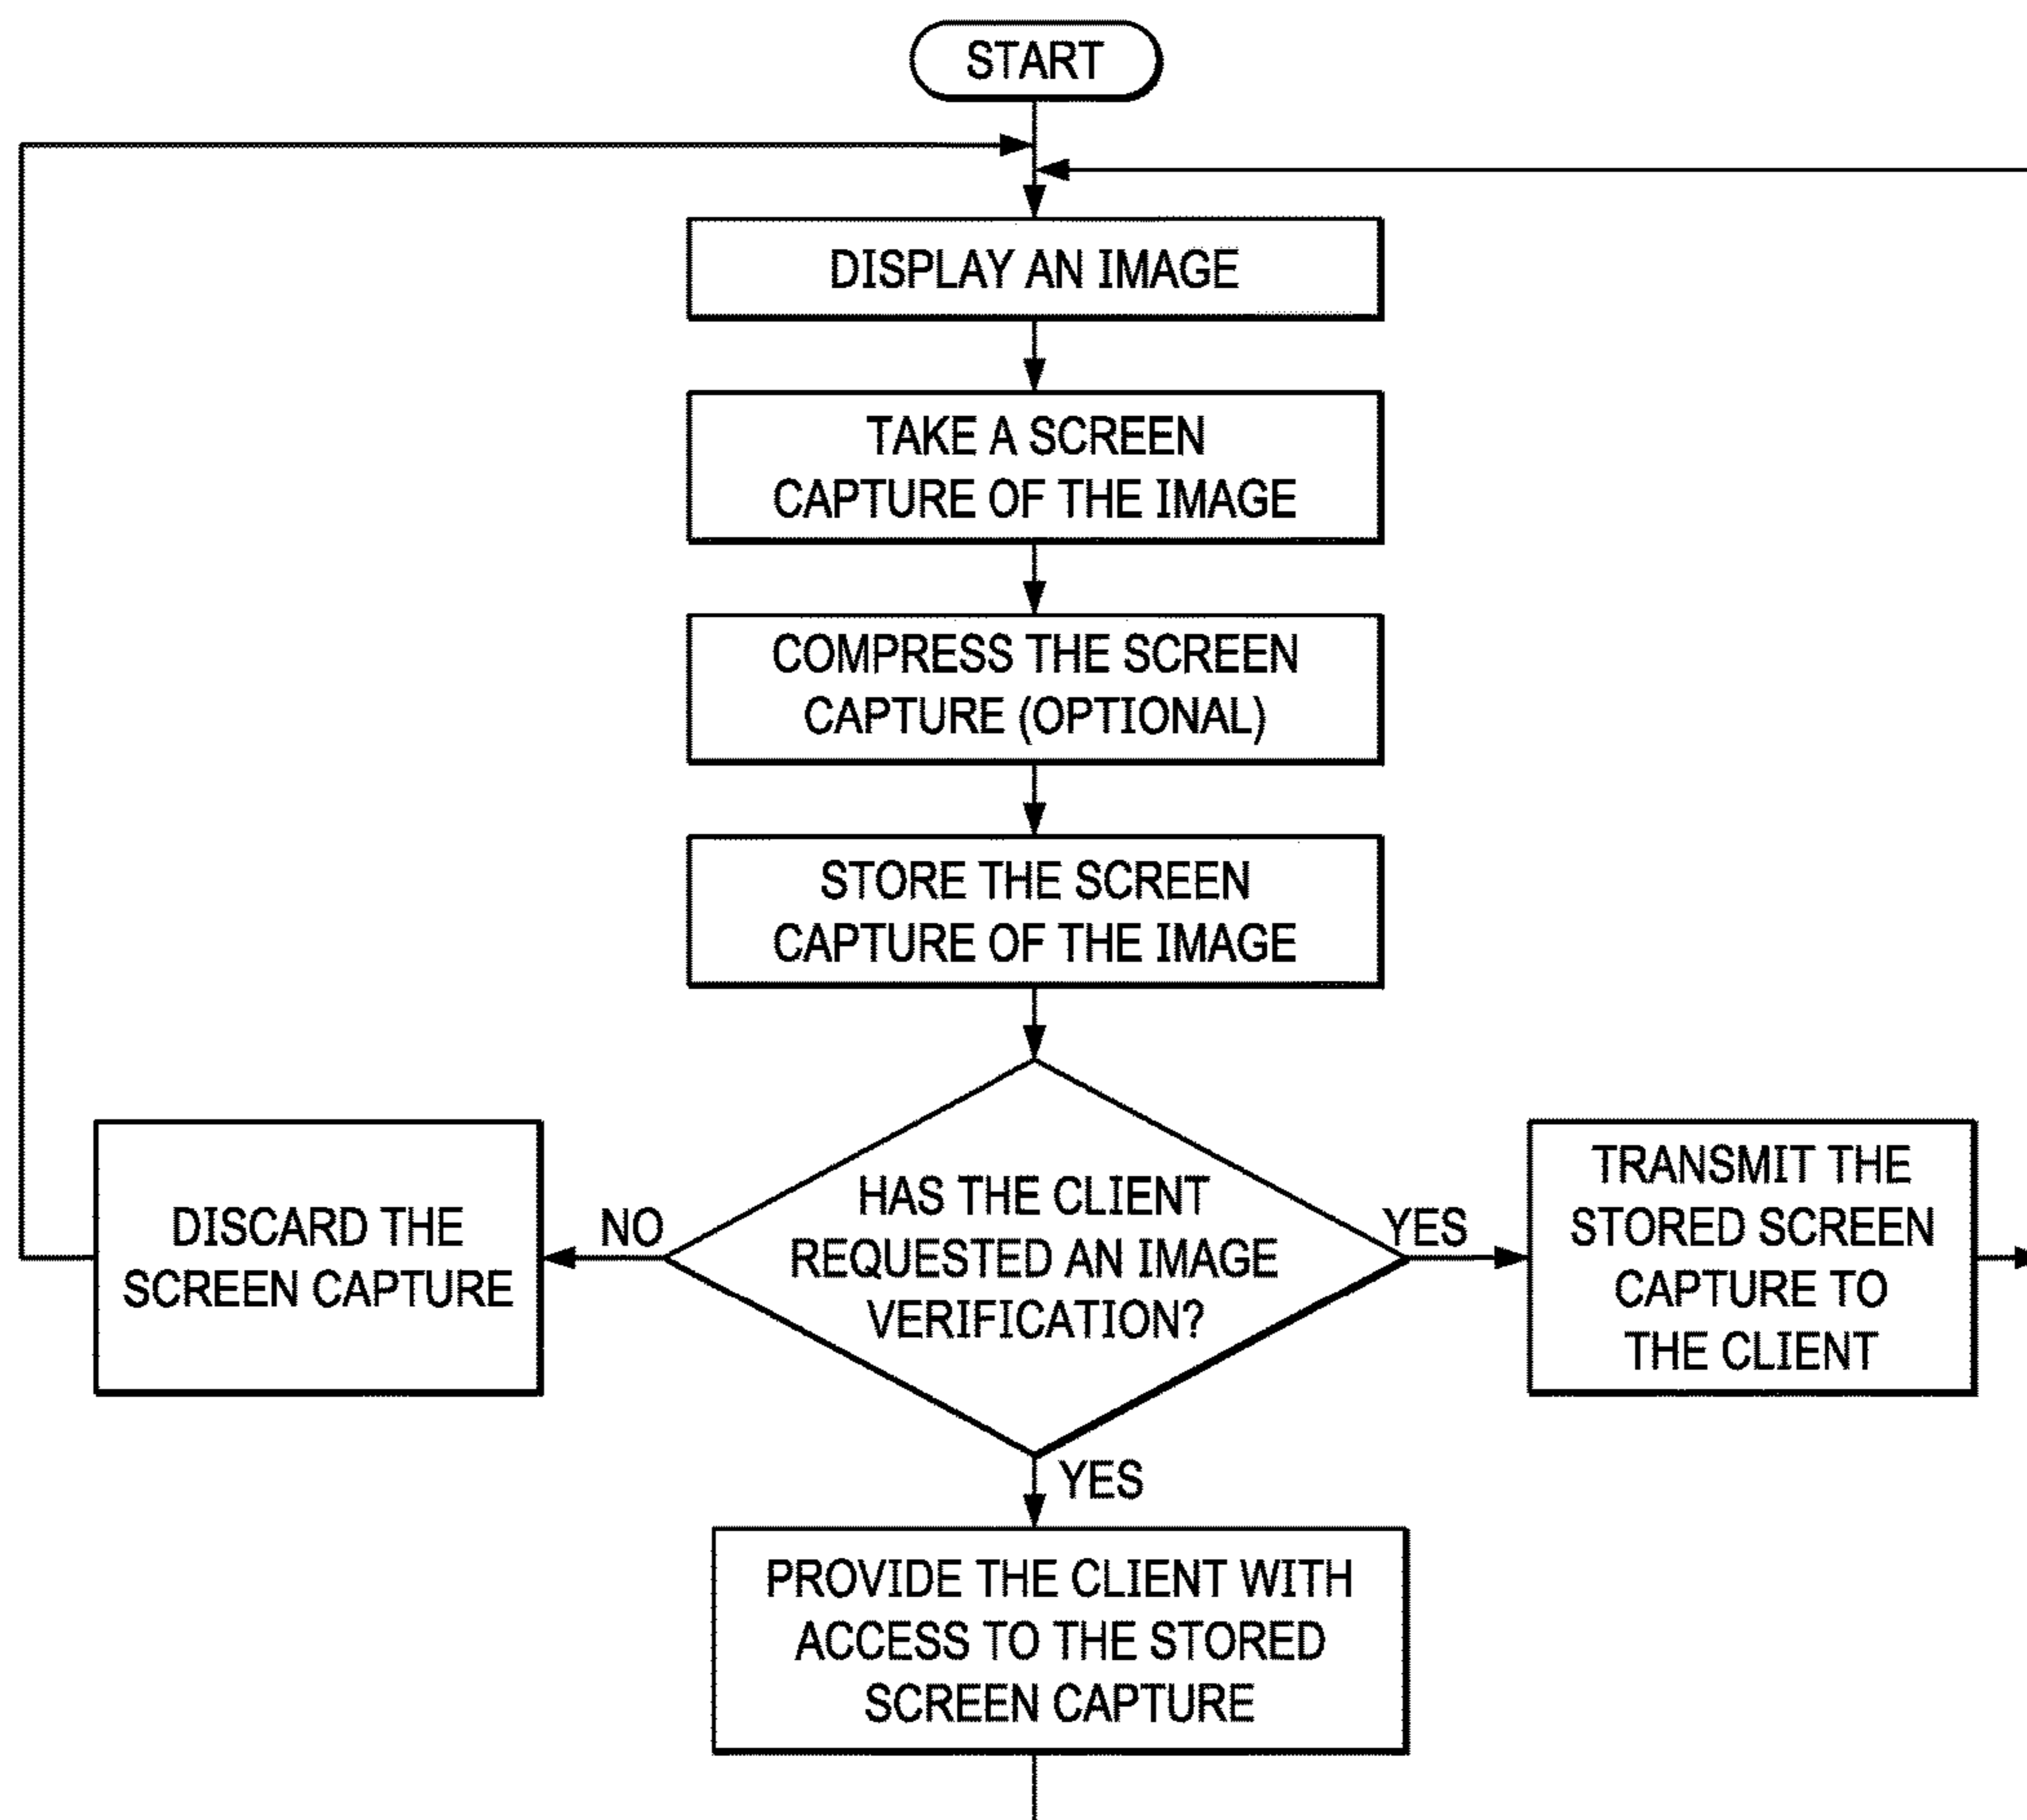 START
DISPLAY AN IMAGE
TAKE A SCREEN
CAPTURE OF THE IMAGE
COMPRESS THE SCREEN
CAPTURE (OPTIONAL)
STORE THE SCREEN
CAPTURE OF THE IMAGE
HAS THE CLIENT
REQUESTED AN IMAGE
VERIFICATION?
NO
DISCARD THE
SCREEN CAPTURE
YES
TRANSMIT THE
STORED SCREEN
CAPTURE TO
THE CLIENT
YES
PROVIDE THE CLIENT WITH
ACCESS TO THE STORED
SCREEN CAPTURE